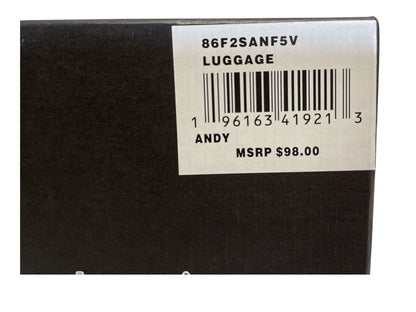 86F2SANF5V
LUGGAGE
1 96163 41921 3
ANDY
MSRP $98.00